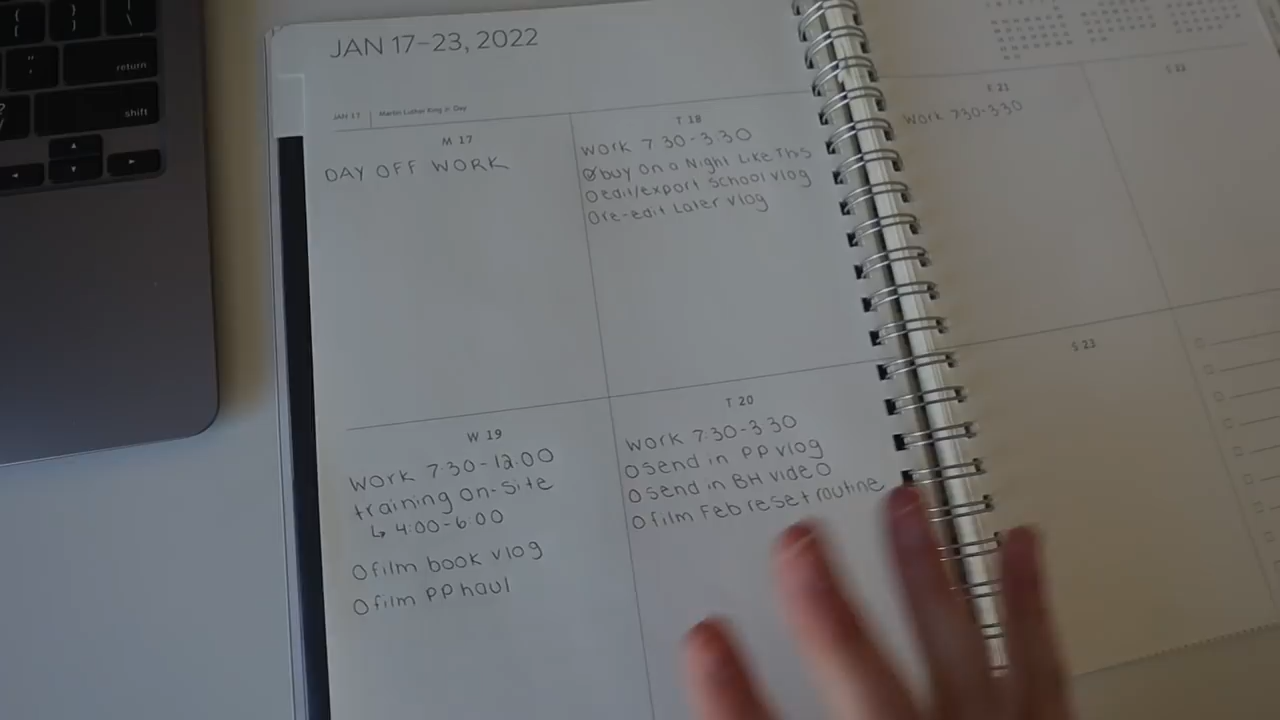 return
shift
JAN 17-23, 2022
JAN 17 | Martin Luther King Jr. Day
M 17
DAY OFF WORK
T 18
WORK 7:30-3:30
buy On a Night Like This
edit/export School vlog
re-edit Later vlog
W 19
WORK 7:30-12:00
training on-site
↳ 4:00-6:00
film book vlog
film PP haul
T 20
WORK 7:30-3:30
send in PP vlog
send in BH video
film Feb reset routine
F 21
WORK 7:30-3:30
S 22
S 23